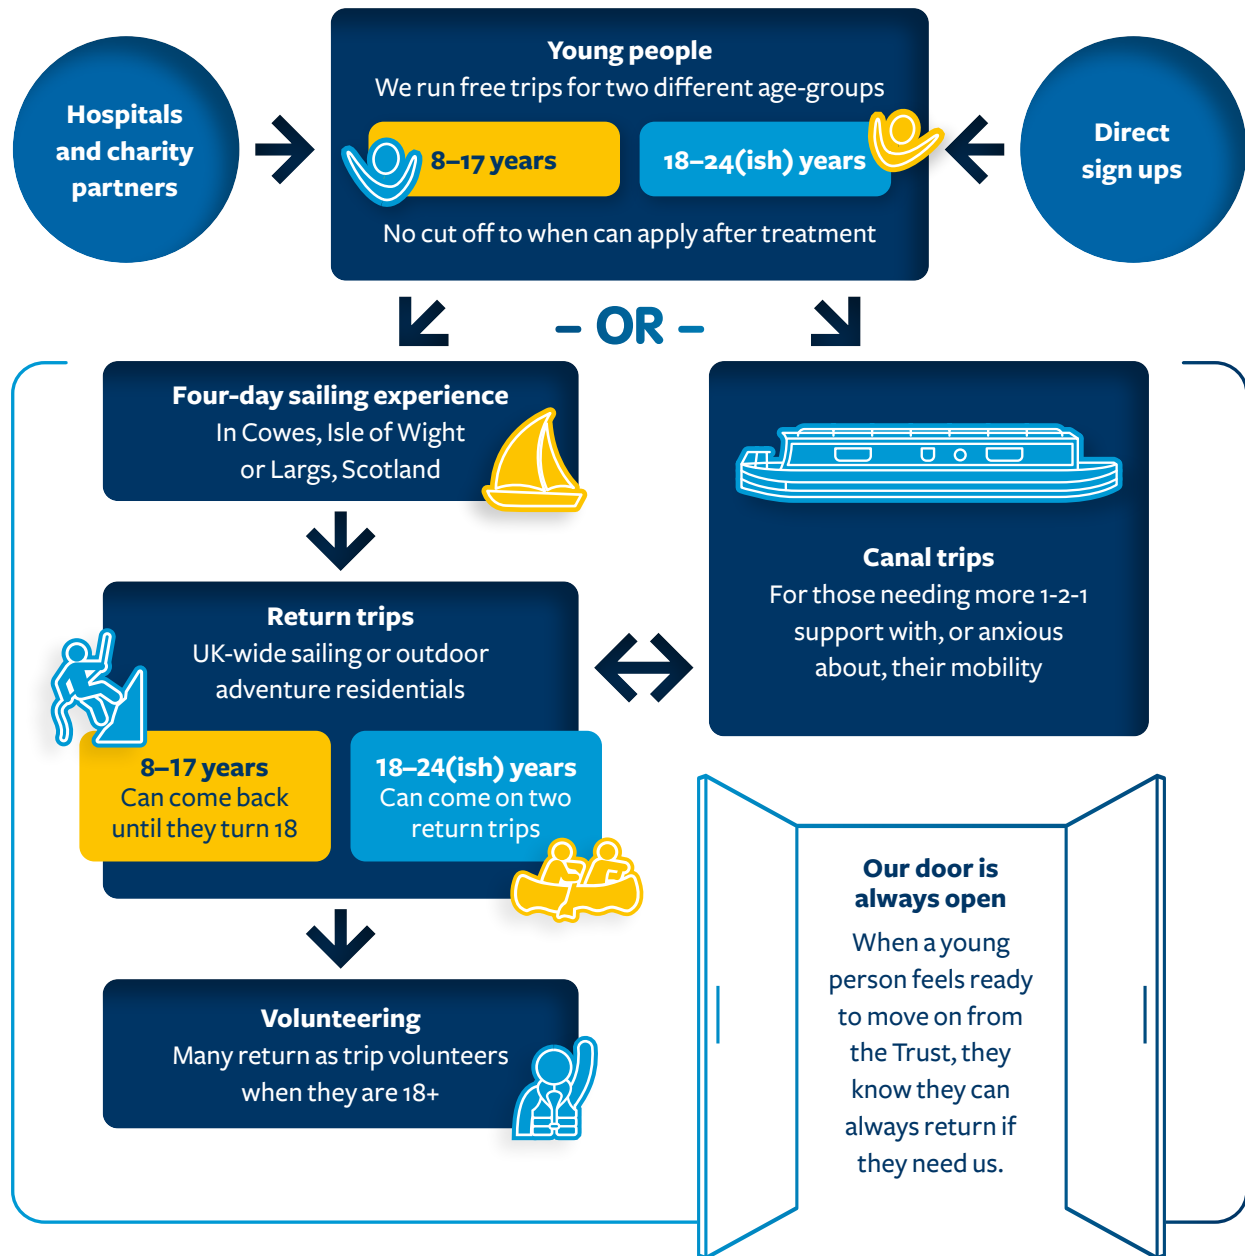 Hospitals
and charity
partners
Young people
We run free trips for two different age-groups
8–17 years
18–24(ish) years
No cut off to when can apply after treatment
Direct
sign ups
– OR –
Four-day sailing experience
In Cowes, Isle of Wight
or Largs, Scotland
Canal trips
For those needing more 1-2-1
support with, or anxious
about, their mobility
Return trips
UK-wide sailing or outdoor
adventure residentials
8–17 years
Can come back
until they turn 18
18–24(ish) years
Can come on two
return trips
Volunteering
Many return as trip volunteers
when they are 18+
Our door is
always open
When a young
person feels ready
to move on from
the Trust, they
know they can
always return if
they need us.